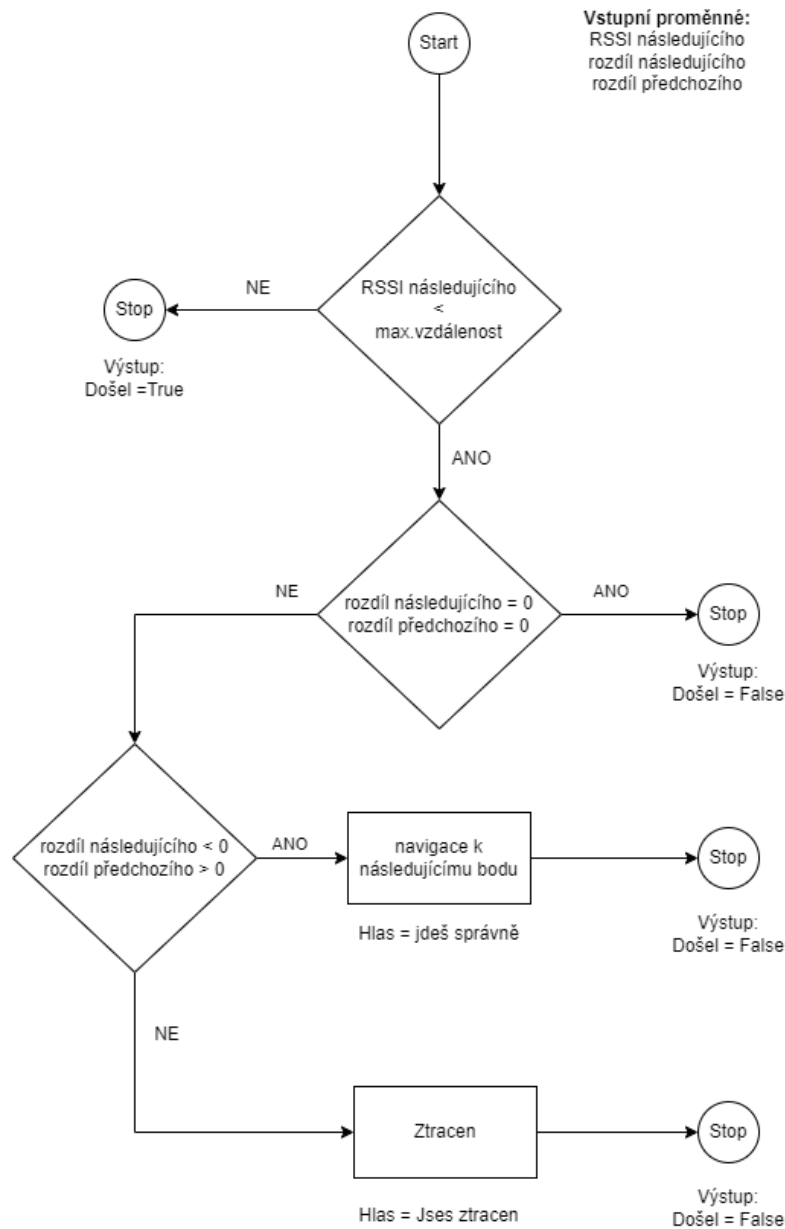 Vstupní proměnné:
RSSI následujícího
rozdíl následujícího
rozdíl předchozího
Start
RSSI následujícího
<
max.vzdálenost
NE
Stop
Výstup:
Došel =True
ANO
rozdíl následujícího = 0
rozdíl předchozího = 0
NE
ANO
Stop
Výstup:
Došel = False
rozdíl následujícího < 0
rozdíl předchozího > 0
ANO
navigace k
následujícímu bodu
Hlas = jdeš správně
Stop
Výstup:
Došel = False
NE
Ztracen
Hlas = Jses ztracen
Stop
Výstup:
Došel = False